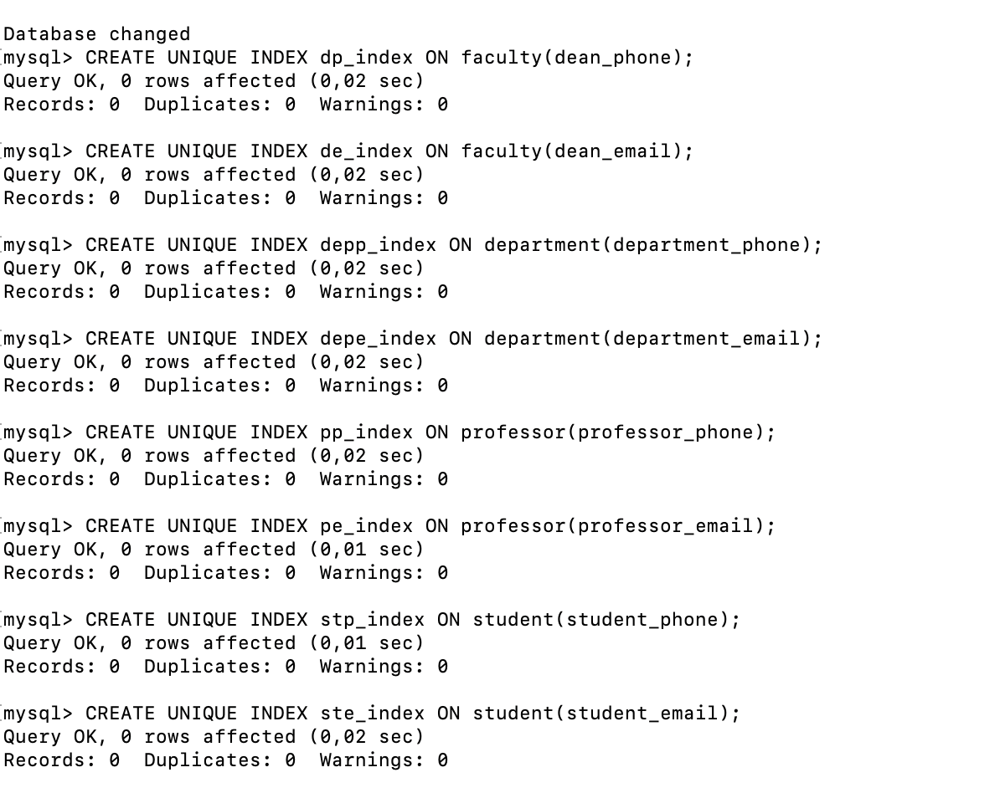 Database changed
[mysql> CREATE UNIQUE INDEX dp_index ON faculty(dean_phone);
Query OK, 0 rows affected (0,02 sec)
Records: 0  Duplicates: 0  Warnings: 0
[mysql> CREATE UNIQUE INDEX de_index ON faculty(dean_email);
Query OK, 0 rows affected (0,02 sec)
Records: 0  Duplicates: 0  Warnings: 0
[mysql> CREATE UNIQUE INDEX depp_index ON department(department_phone);
Query OK, 0 rows affected (0,02 sec)
Records: 0  Duplicates: 0  Warnings: 0
[mysql> CREATE UNIQUE INDEX depe_index ON department(department_email);
Query OK, 0 rows affected (0,02 sec)
Records: 0  Duplicates: 0  Warnings: 0
[mysql> CREATE UNIQUE INDEX pp_index ON professor(professor_phone);
Query OK, 0 rows affected (0,02 sec)
Records: 0  Duplicates: 0  Warnings: 0
[mysql> CREATE UNIQUE INDEX pe_index ON professor(professor_email);
Query OK, 0 rows affected (0,01 sec)
Records: 0  Duplicates: 0  Warnings: 0
[mysql> CREATE UNIQUE INDEX stp_index ON student(student_phone);
Query OK, 0 rows affected (0,01 sec)
Records: 0  Duplicates: 0  Warnings: 0
[mysql> CREATE UNIQUE INDEX ste_index ON student(student_email);
Query OK, 0 rows affected (0,02 sec)
Records: 0  Duplicates: 0  Warnings: 0